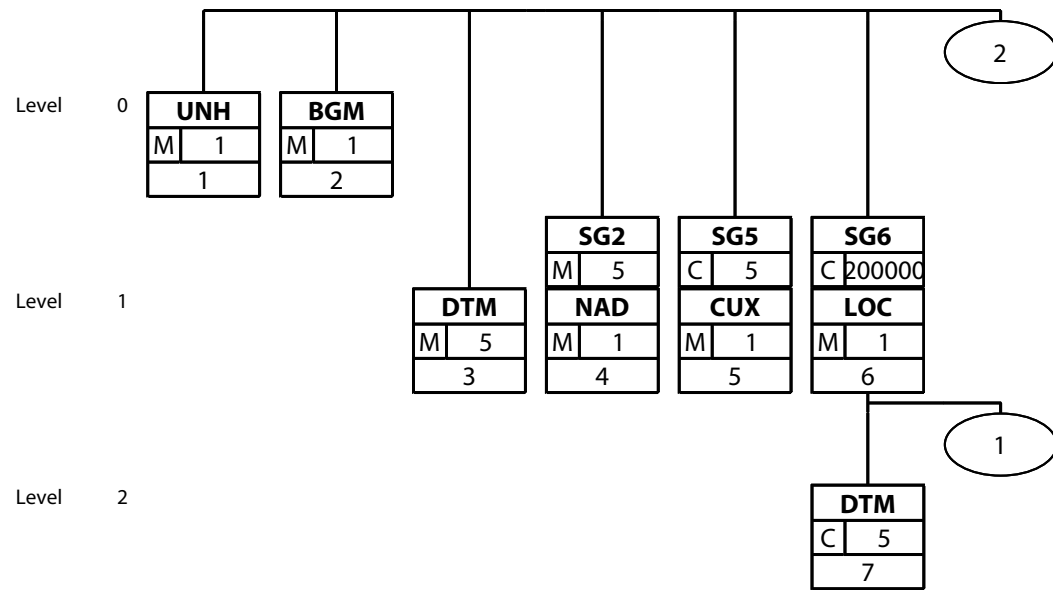 2
Level 0
UNH BGM
M 1 M 1
1 2
SG2 SG5 SG6
M 5 C 5 C 200000
Level 1
DTM NAD CUX LOC
M 5 M 1 M 1 M 1
3 4 5 6
1
Level 2
DTM
C 5
7